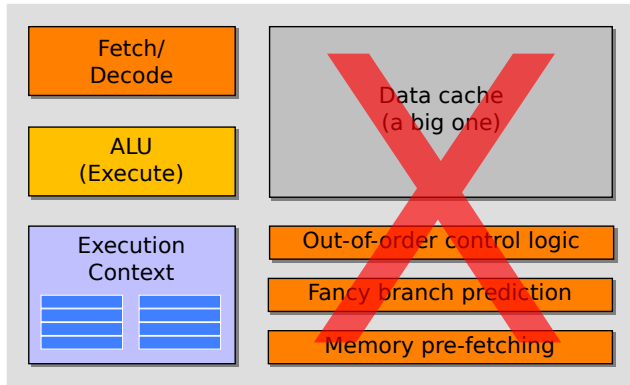 Fetch/
Decode
ALU
(Execute)
Execution
Context
Data cache
(a big one)
Out-of-order control logic
Fancy branch prediction
Memory pre-fetching